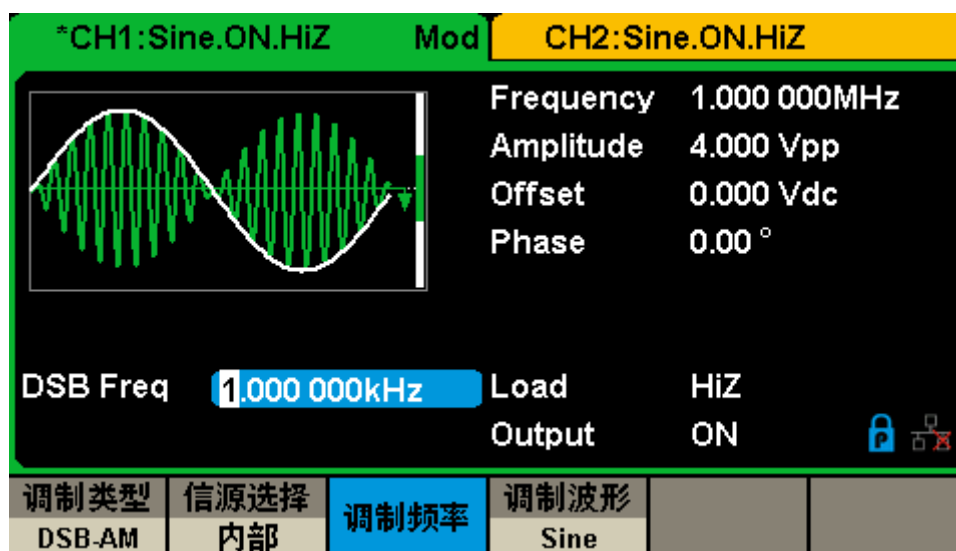 *CH1:Sine.ON.HiZ Mod CH2:Sine.ON.HiZ
Frequency 1.000 000MHz
Amplitude 4.000 Vpp
Offset 0.000 Vdc
Phase 0.00 °
DSB Freq 1.000 000kHz Load HiZ
Output ON P
调制类型 信源选择 调制频率 调制波形
DSB-AM 内部 Sine